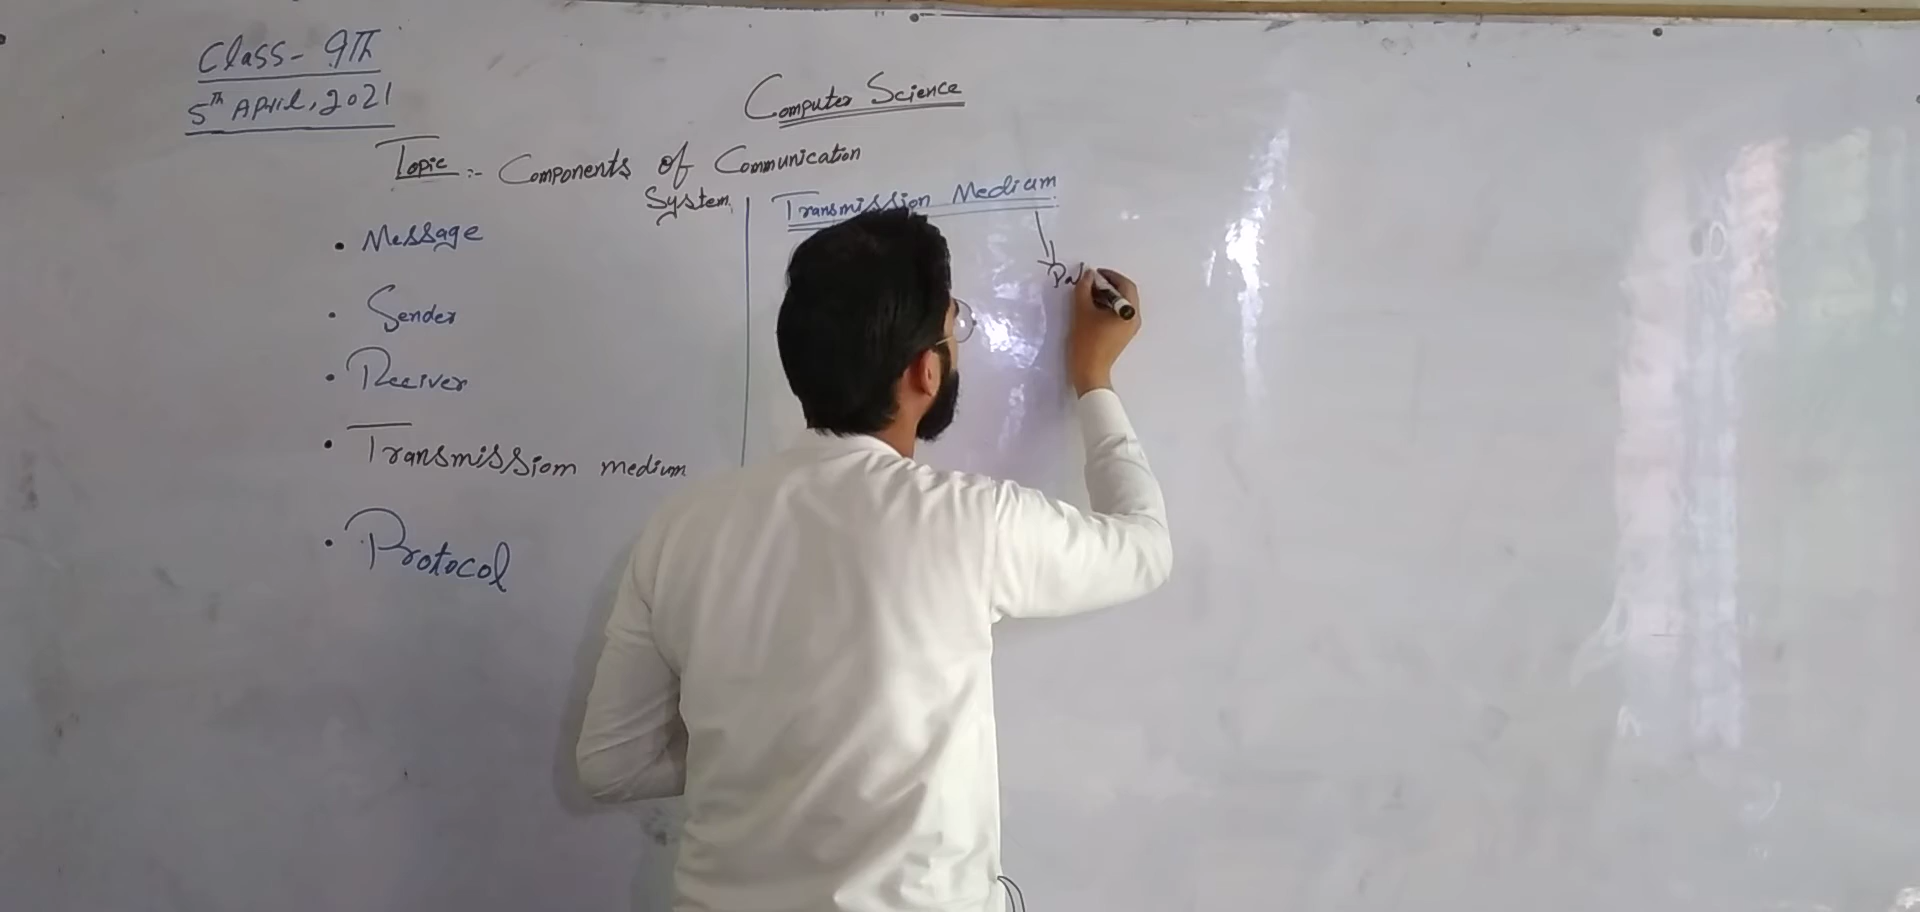 Class- 9Th
5Th April, 2021
Computer Science
Topic :- Components of Communication
System
• Message
• Sender
• Reciver
• Transmissiom medium
• Protocol
Transmission Medium